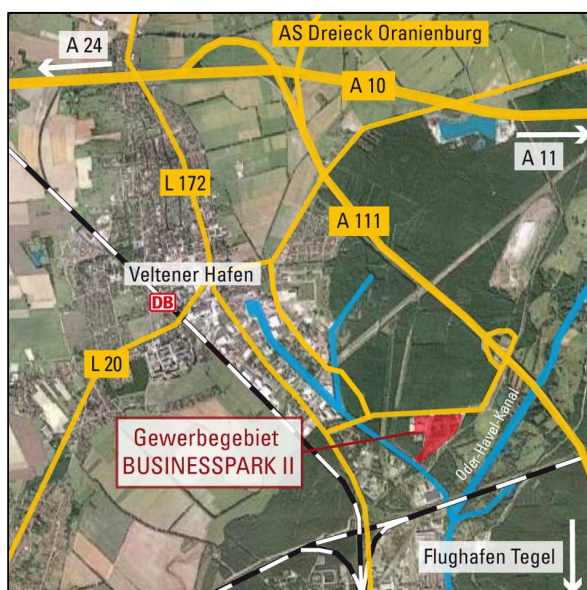 AS Dreieck Oranienburg
A 24
A 10
A 11
L 172
A 111
Veltener Hafen
DB
L 20
Gewerbegebiet
BUSINESSPARK II
Oder-Havel-Kanal
Flughafen Tegel